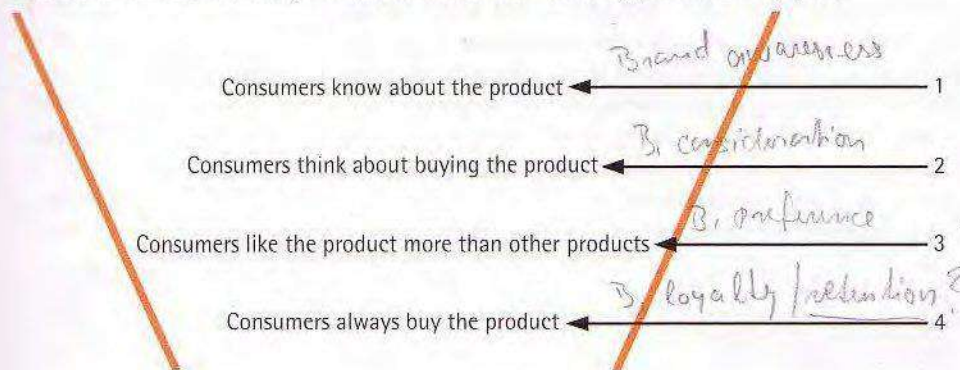 Brand awareness
Consumers know about the product 1
B. consideration
Consumers think about buying the product 2
B. preference
Consumers like the product more than other products 3
B. loyalty / retention ?
Consumers always buy the product 4